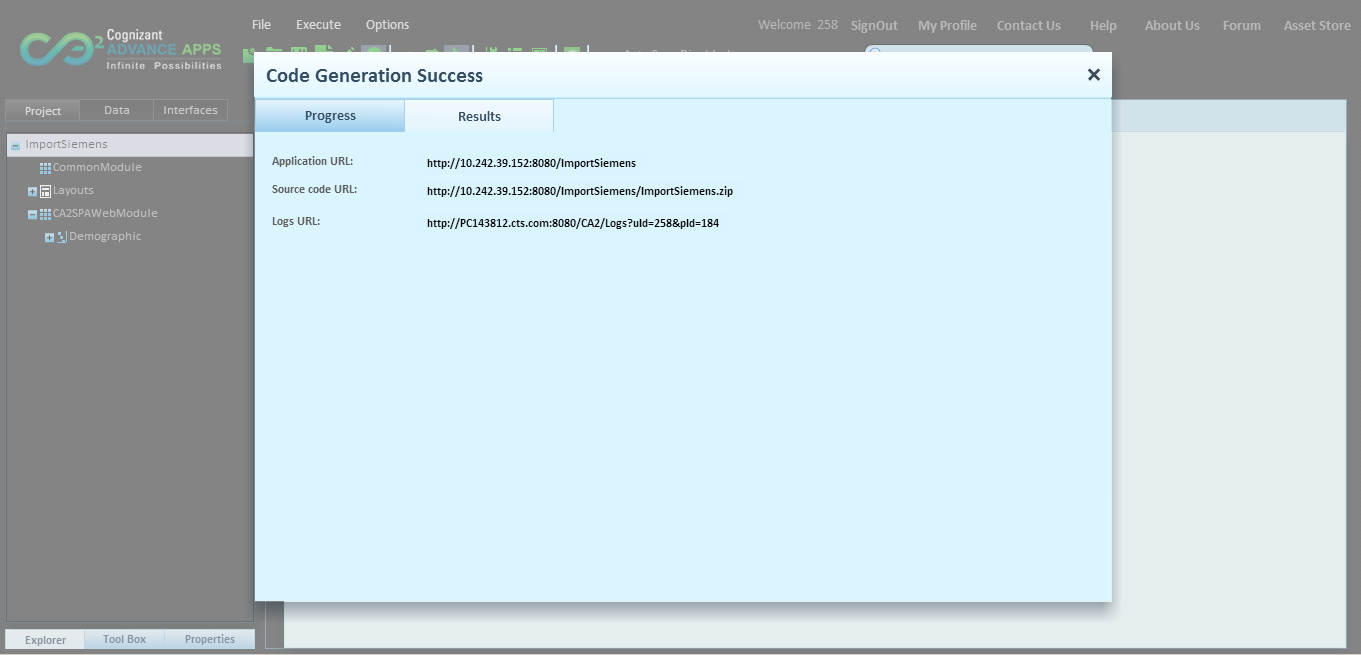 File Execute Options
Welcome 258 SignOut My Profile Contact Us Help About Us Forum Asset Store
Cognizant
ADVANCE APPS
Infinite Possibilities
2
Code Generation Success
Progress Results
Application URL: http://10.242.39.152:8080/ImportSiemens
Source code URL: http://10.242.39.152:8080/ImportSiemens/ImportSiemens.zip
Logs URL: http://PC143812.cts.com:8080/CA2/Logs?uId=258&pId=184
Project Data Interfaces
ImportSiemens
CommonModule
Layouts
CA2SPAWebModule
Demographic
Explorer Tool Box Properties